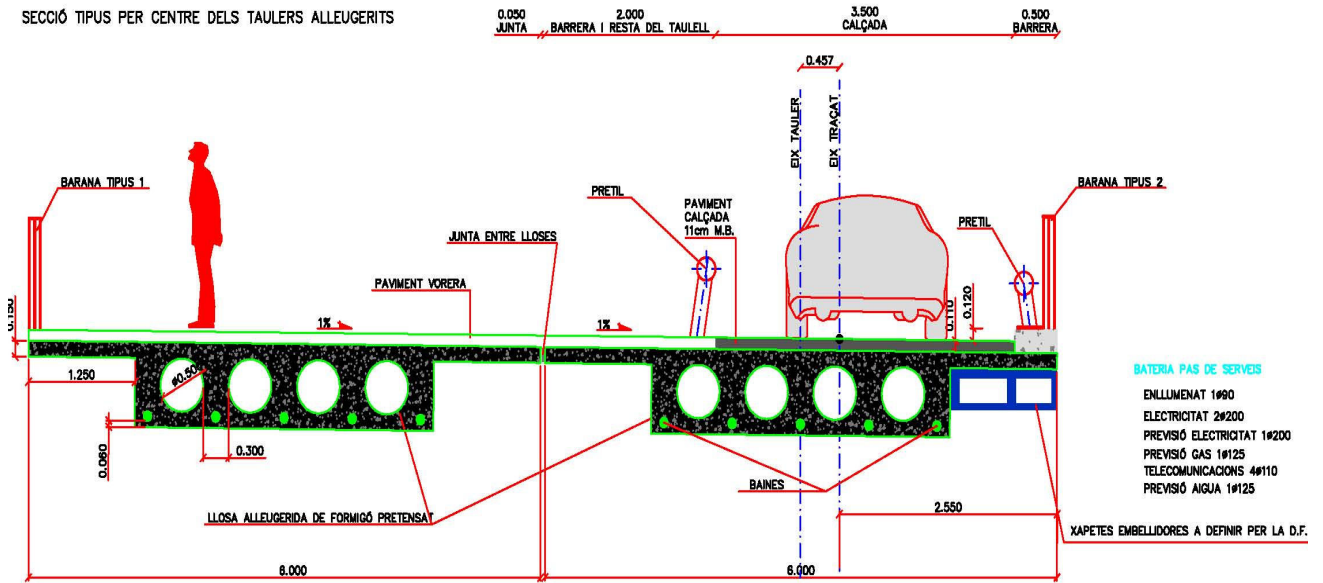 SECCIÓ TIPUS PER CENTRE DELS TAULERS ALLEUGERITS
0.050
JUNTA
2.000
BARRERA I RESTA DEL TAULELL
3.500
CALÇADA
0.500
BARRERA
0.457
EIX TAULER
EIX TRAÇAT
BARANA TIPUS 1
PRETIL
PAVIMENT
CALÇADA
11cm M.B.
BARANA TIPUS 2
PRETIL
JUNTA ENTRE LLOSES
PAVIMENT VORERA
0.150
1%
1%
0.110
0.120
1.250
ø0.50
0.060
0.300
BATERIA PAS DE SERVEIS
ENLLUMENAT 1ø90
ELECTRICITAT 2ø200
PREVISIÓ ELECTRICITAT 1ø200
PREVISIÓ GAS 1ø125
TELECOMUNICACIONS 4ø110
PREVISIÓ AIGUA 1ø125
BAINES
LLOSA ALLEUGERIDA DE FORMIGÓ PRETENSAT
2.550
XAPETES EMBELLIDORES A DEFINIR PER LA D.F.
6.000
6.000